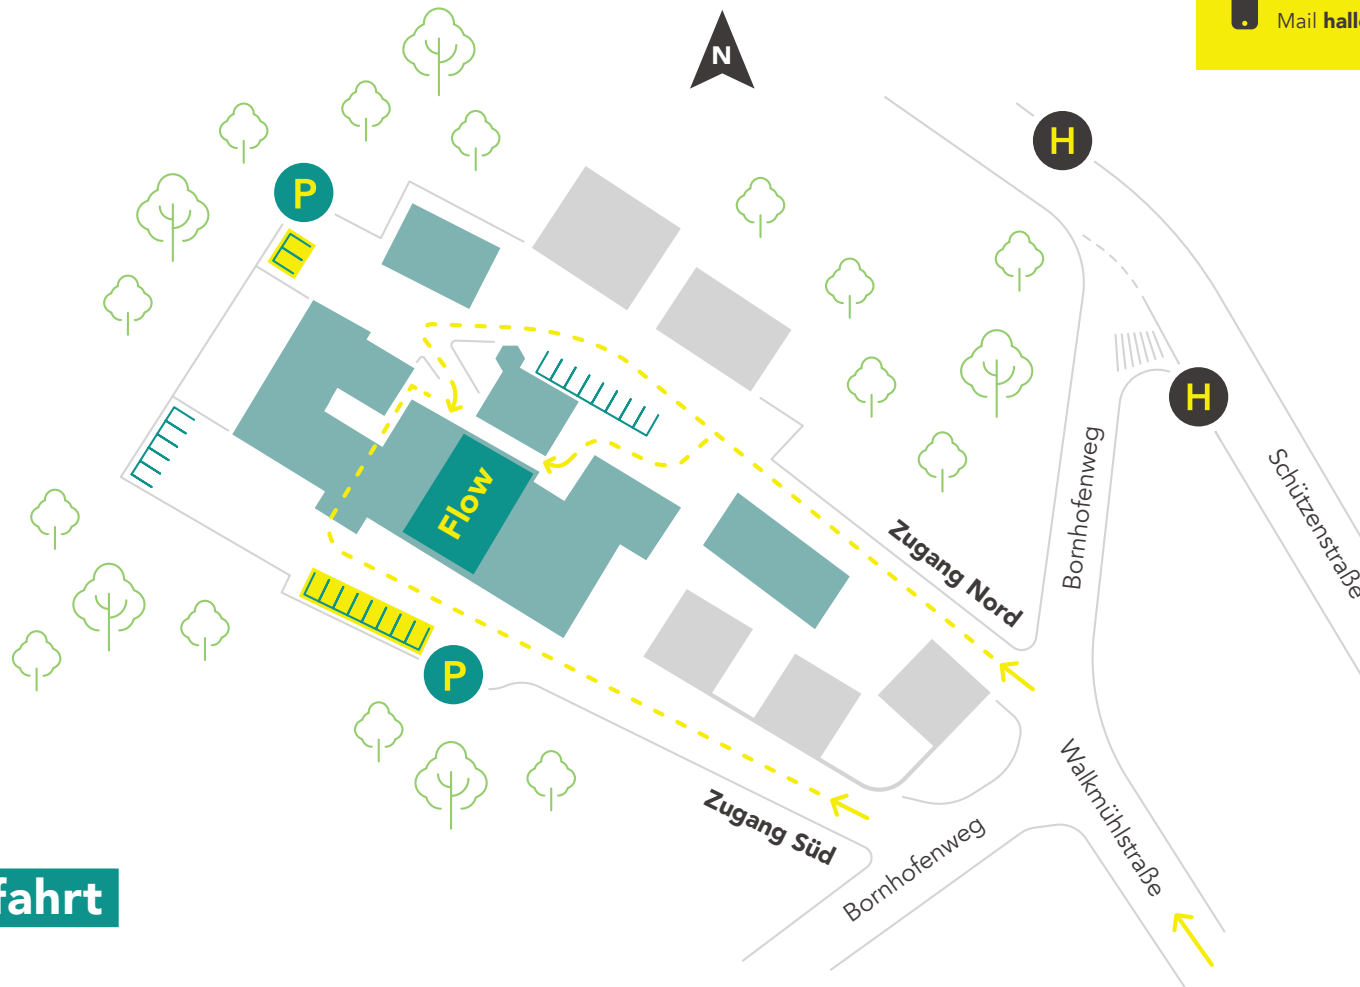 N
Mail hall
H
P
H
Flow
Bornhofenweg
Schützenstraße
Zugang Nord
P
Walkmühlstraße
Zugang Süd
Bornhofenweg
fahrt